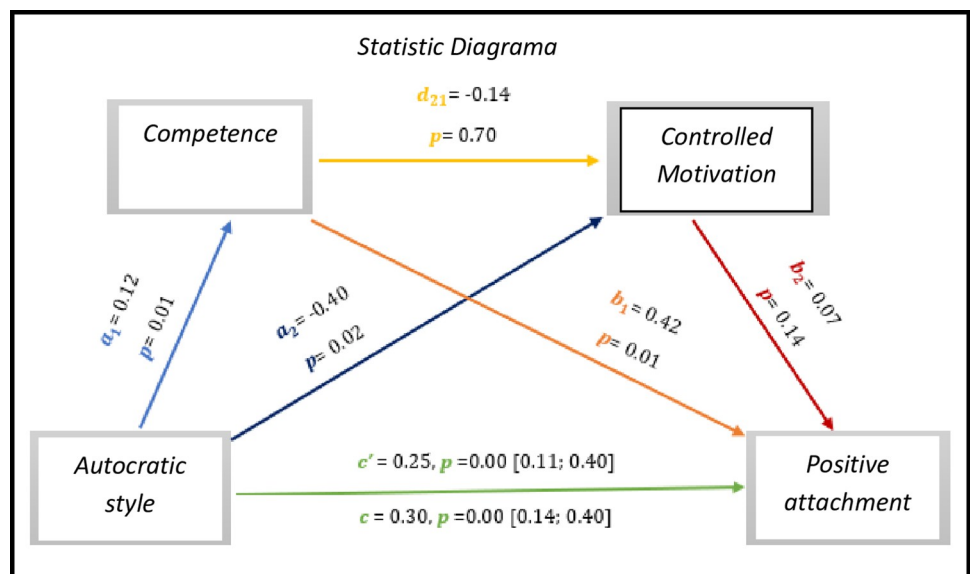 Statistic Diagrama
d21= -0.14
p= 0.70
Competence
Controlled
Motivation
a1= 0.12
p= 0.01
a2= -0.40
p= 0.02
b1= 0.42
p= 0.01
b2= 0.07
p= 0.14
Autocratic
style
c'= 0.25, p =0.00 [0.11; 0.40]
c = 0.30, p =0.00 [0.14; 0.40]
Positive
attachment